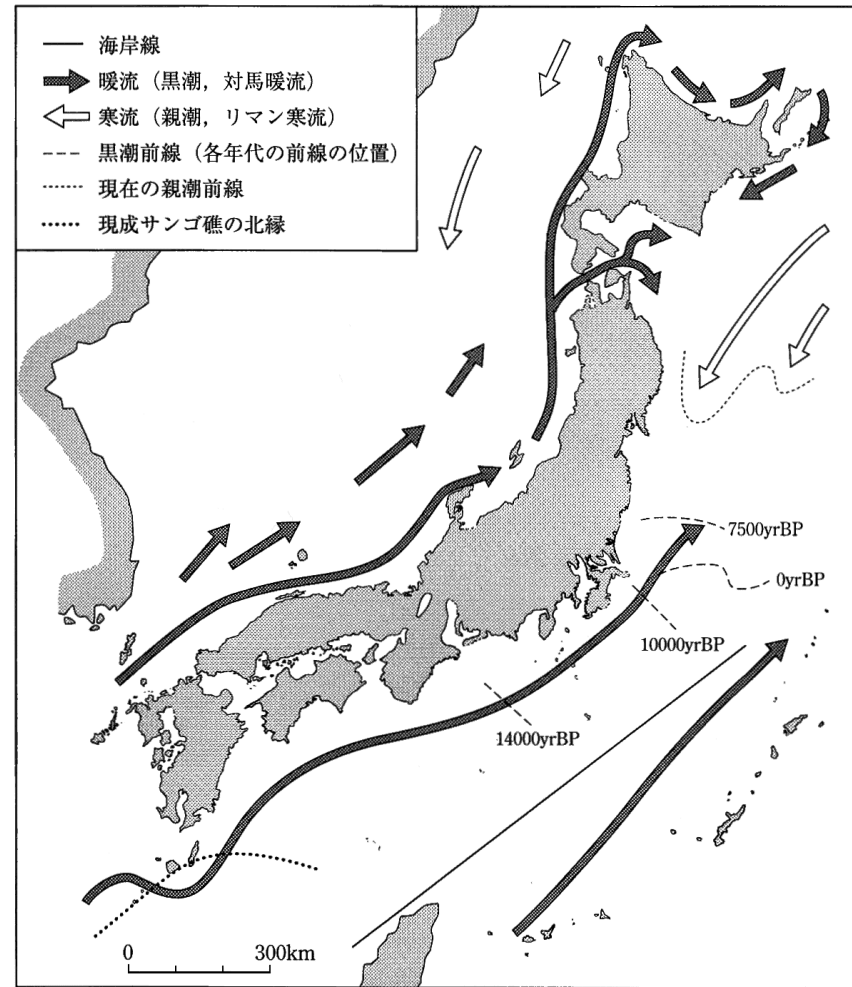 海岸線
暖流（黒潮，対馬暖流）
寒流（親潮，リマン寒流）
黒潮前線（各年代の前線の位置）
現在の親潮前線
現成サンゴ礁の北縁
7500yrBP
0yrBP
10000yrBP
14000yrBP
0 300km